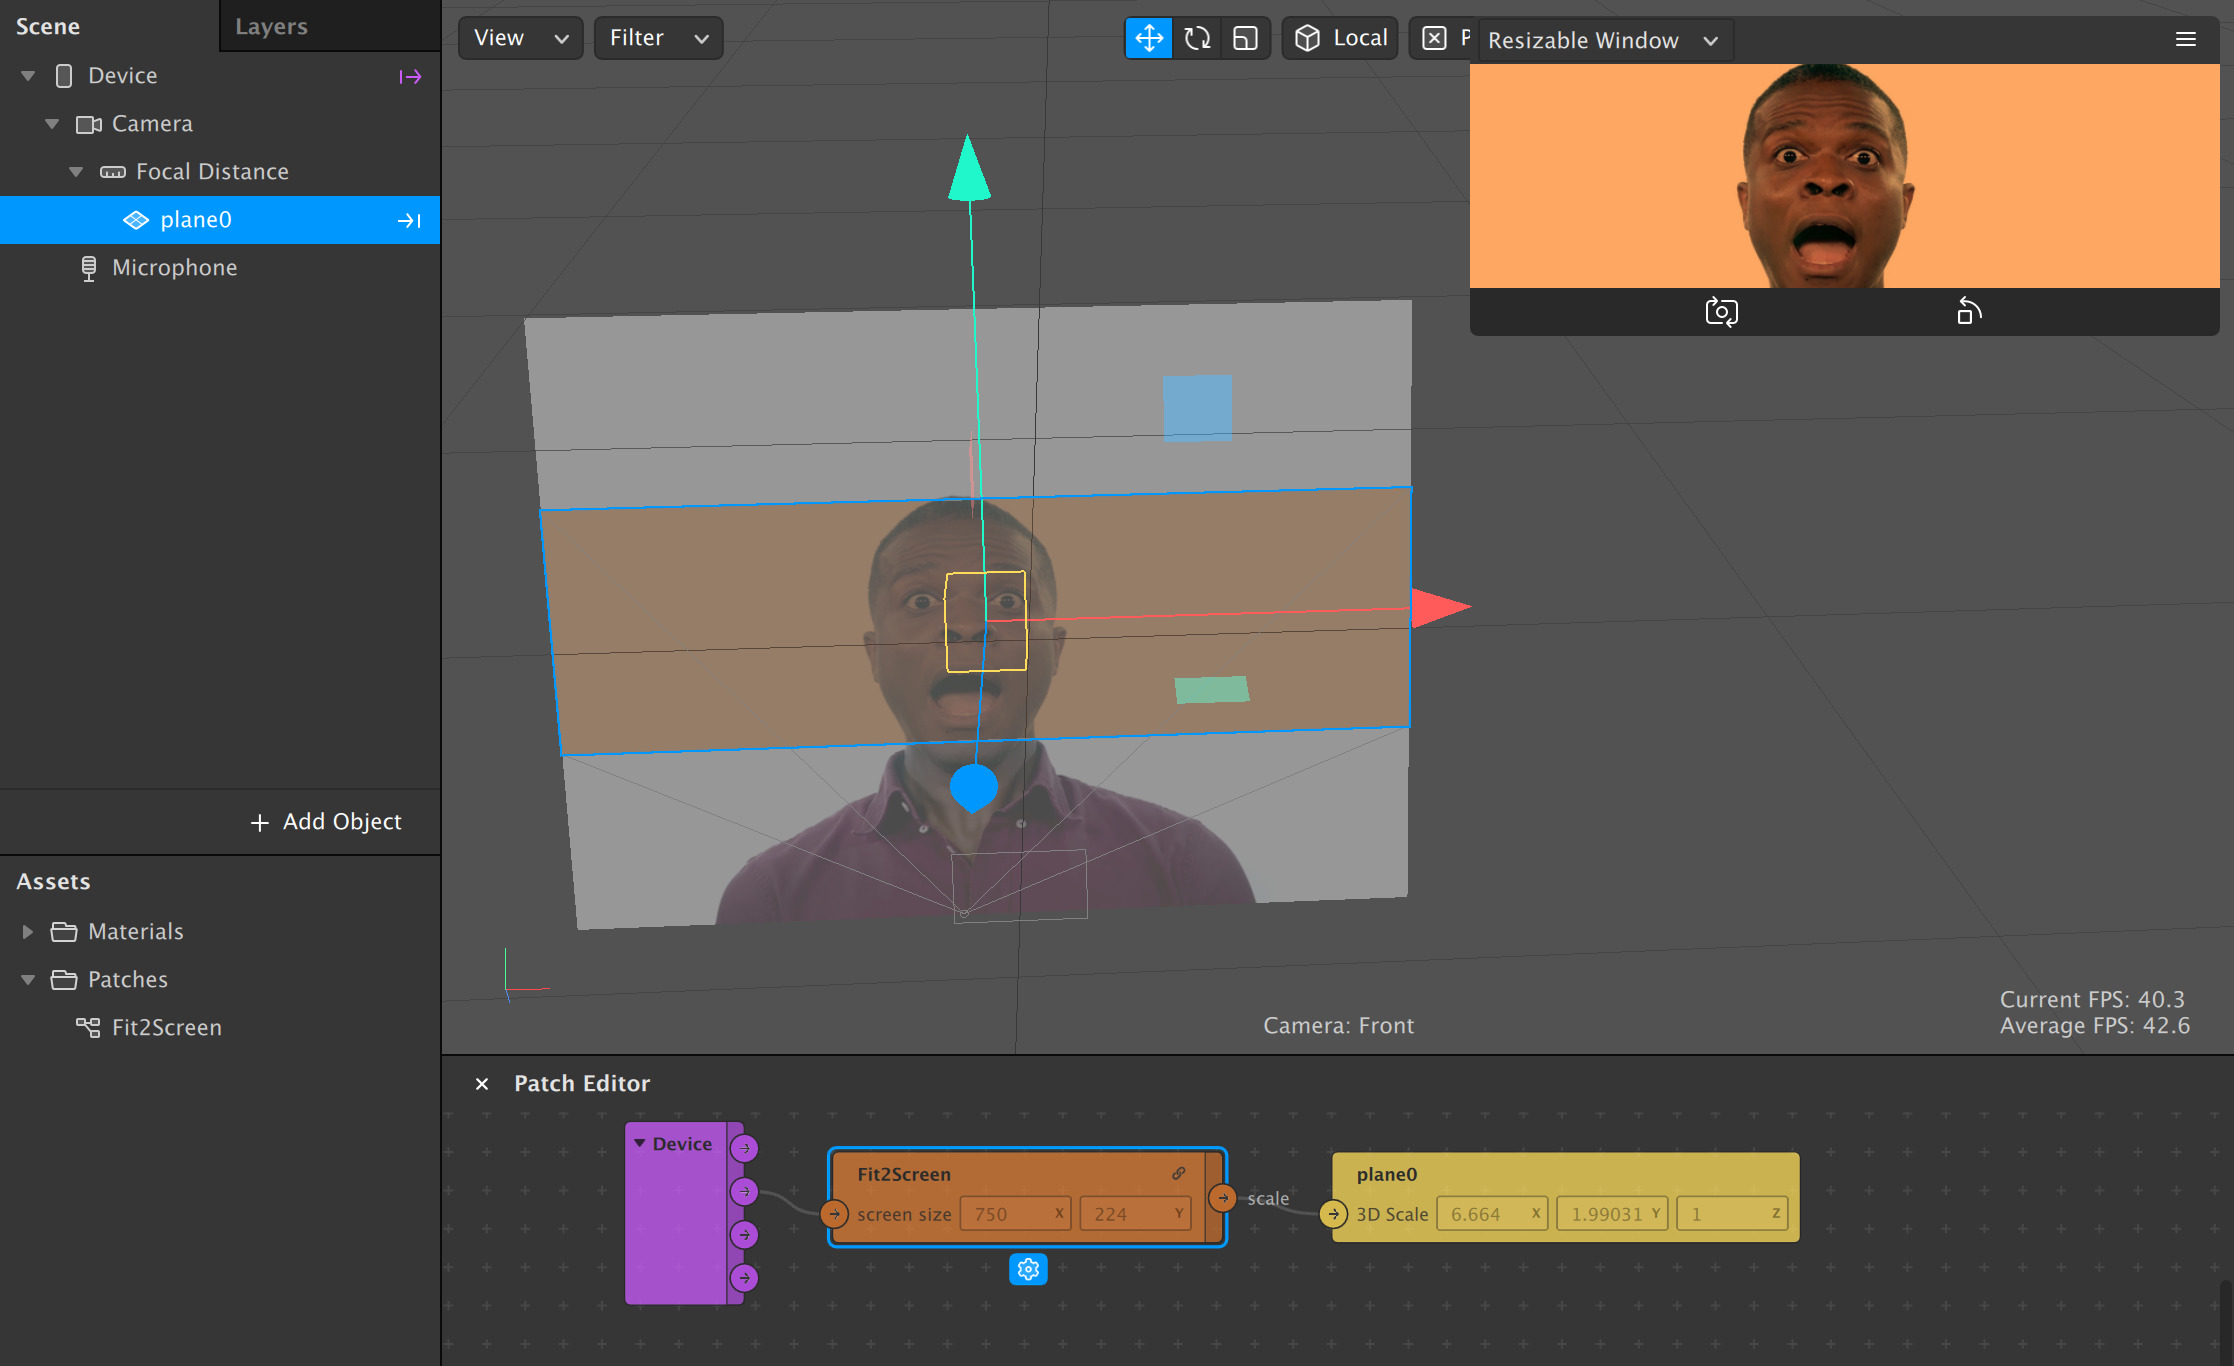 Scene
Layers
Device
Camera
Focal Distance
plane0
Microphone
+ Add Object
Assets
Materials
Patches
Fit2Screen
View
Filter
Local
P
Resizable Window
Camera: Front
Current FPS: 40.3
Average FPS: 42.6
Patch Editor
Device
Fit2Screen
screen size 750 X 224 Y
scale
plane0
3D Scale 6.664 X 1.99031 Y 1 Z